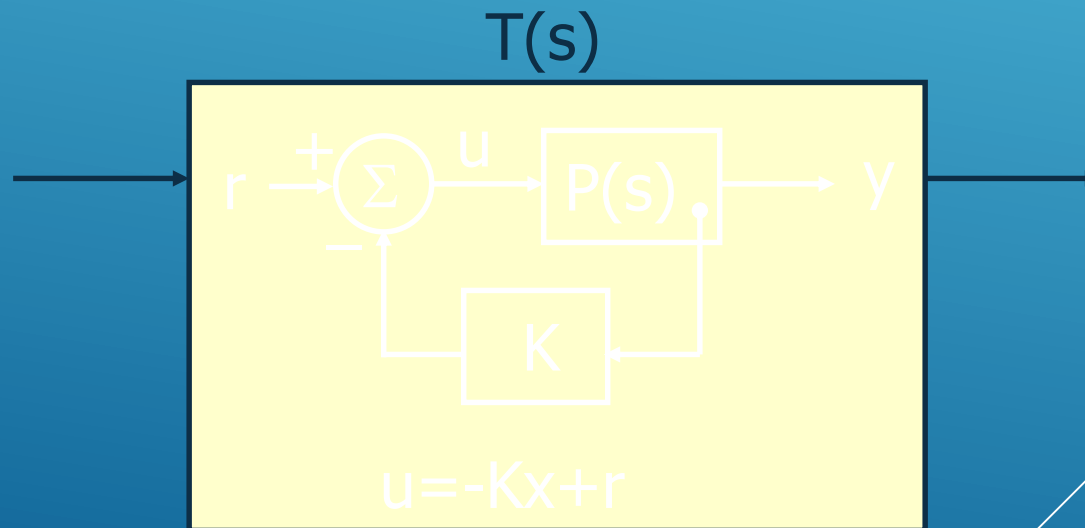 T(s)
r + Σ u P(s) y
−
K
u=-Kx+r